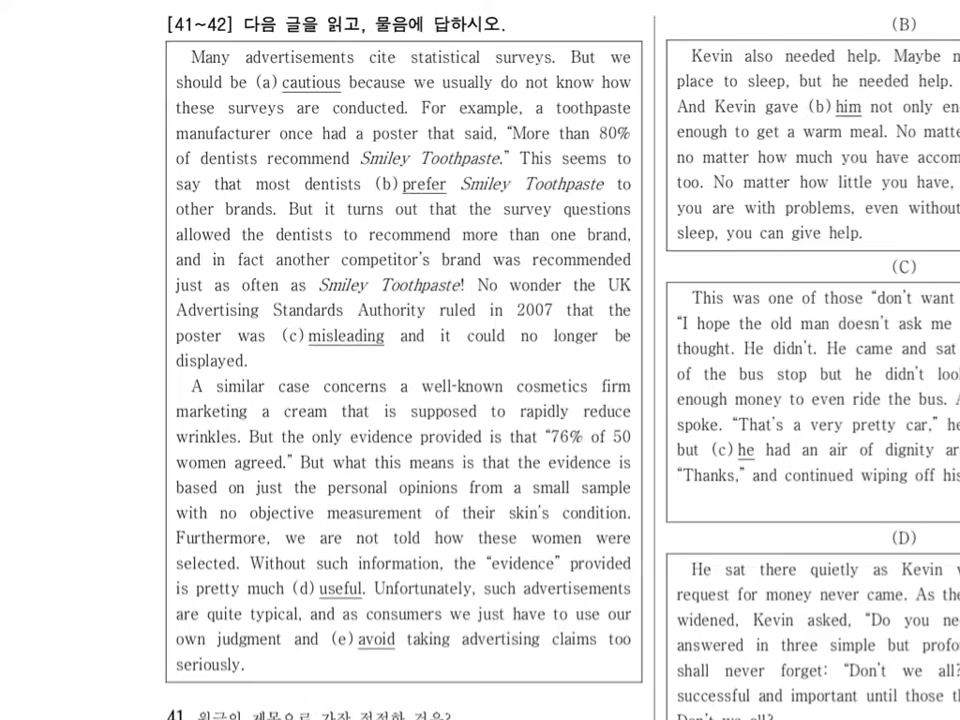 [41~42] 다음 글을 읽고, 물음에 답하시오.
Many advertisements cite statistical surveys. But we
should be (a) cautious because we usually do not know how
these surveys are conducted. For example, a toothpaste
manufacturer once had a poster that said, “More than 80%
of dentists recommend Smiley Toothpaste.” This seems to
say that most dentists (b) prefer Smiley Toothpaste to
other brands. But it turns out that the survey questions
allowed the dentists to recommend more than one brand,
and in fact another competitor’s brand was recommended
just as often as Smiley Toothpaste! No wonder the UK
Advertising Standards Authority ruled in 2007 that the
poster was (c) misleading and it could no longer be
displayed.
A similar case concerns a well-known cosmetics firm
marketing a cream that is supposed to rapidly reduce
wrinkles. But the only evidence provided is that “76% of 50
women agreed.” But what this means is that the evidence is
based on just the personal opinions from a small sample
with no objective measurement of their skin’s condition.
Furthermore, we are not told how these women were
selected. Without such information, the “evidence” provided
is pretty much (d) useful. Unfortunately, such advertisements
are quite typical, and as consumers we just have to use our
own judgment and (e) avoid taking advertising claims too
seriously.
41. 윗글의 제목으로 가장 적절한 것은?
(B)
Kevin also needed help. Maybe
place to sleep, but he needed help.
And Kevin gave (b) him not only
enough to get a warm meal. No
no matter how much you have
too. No matter how little you have,
you are with problems, even without
sleep, you can give help.
(C)
This was one of those “don’t want
“I hope the old man doesn’t ask me
thought. He didn’t. He came and sat
of the bus stop but he didn’t
enough money to even ride the bus.
spoke. “That’s a very pretty car,”
but (c) he had an air of dignity
“Thanks,” and continued wiping off his
(D)
He sat there quietly as Kevin
request for money never came. As
widened, Kevin asked, “Do you
answered in three simple but
shall never forget: “Don’t we all?
successful and important until those
Don’t we all?